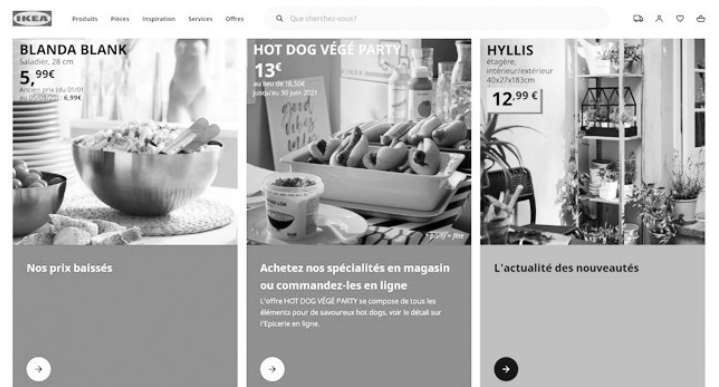 IKEA
Produits Pièces Inspiration Services Offres
Que cherchez-vous?
BLANDA BLANK
Saladier, 28 cm
5,99€
Ancien prix (du 01/01
6,99€
HOT DOG VÉGÉ PARTY
13€
au lieu de 18,50€
jusqu'au 30 juin 2021
good
vibes
party = fête
HYLLIS
étagère,
intérieur/extérieur
40x27x183cm
12,99 €
Nos prix baissés
Achetez nos spécialités en magasin
ou commandez-les en ligne
L'offre HOT DOG VÉGÉ PARTY se compose de tous les
éléments pour de savoureux hot dogs, voir le détail sur
l'Epicerie en ligne.
L'actualité des nouveautés